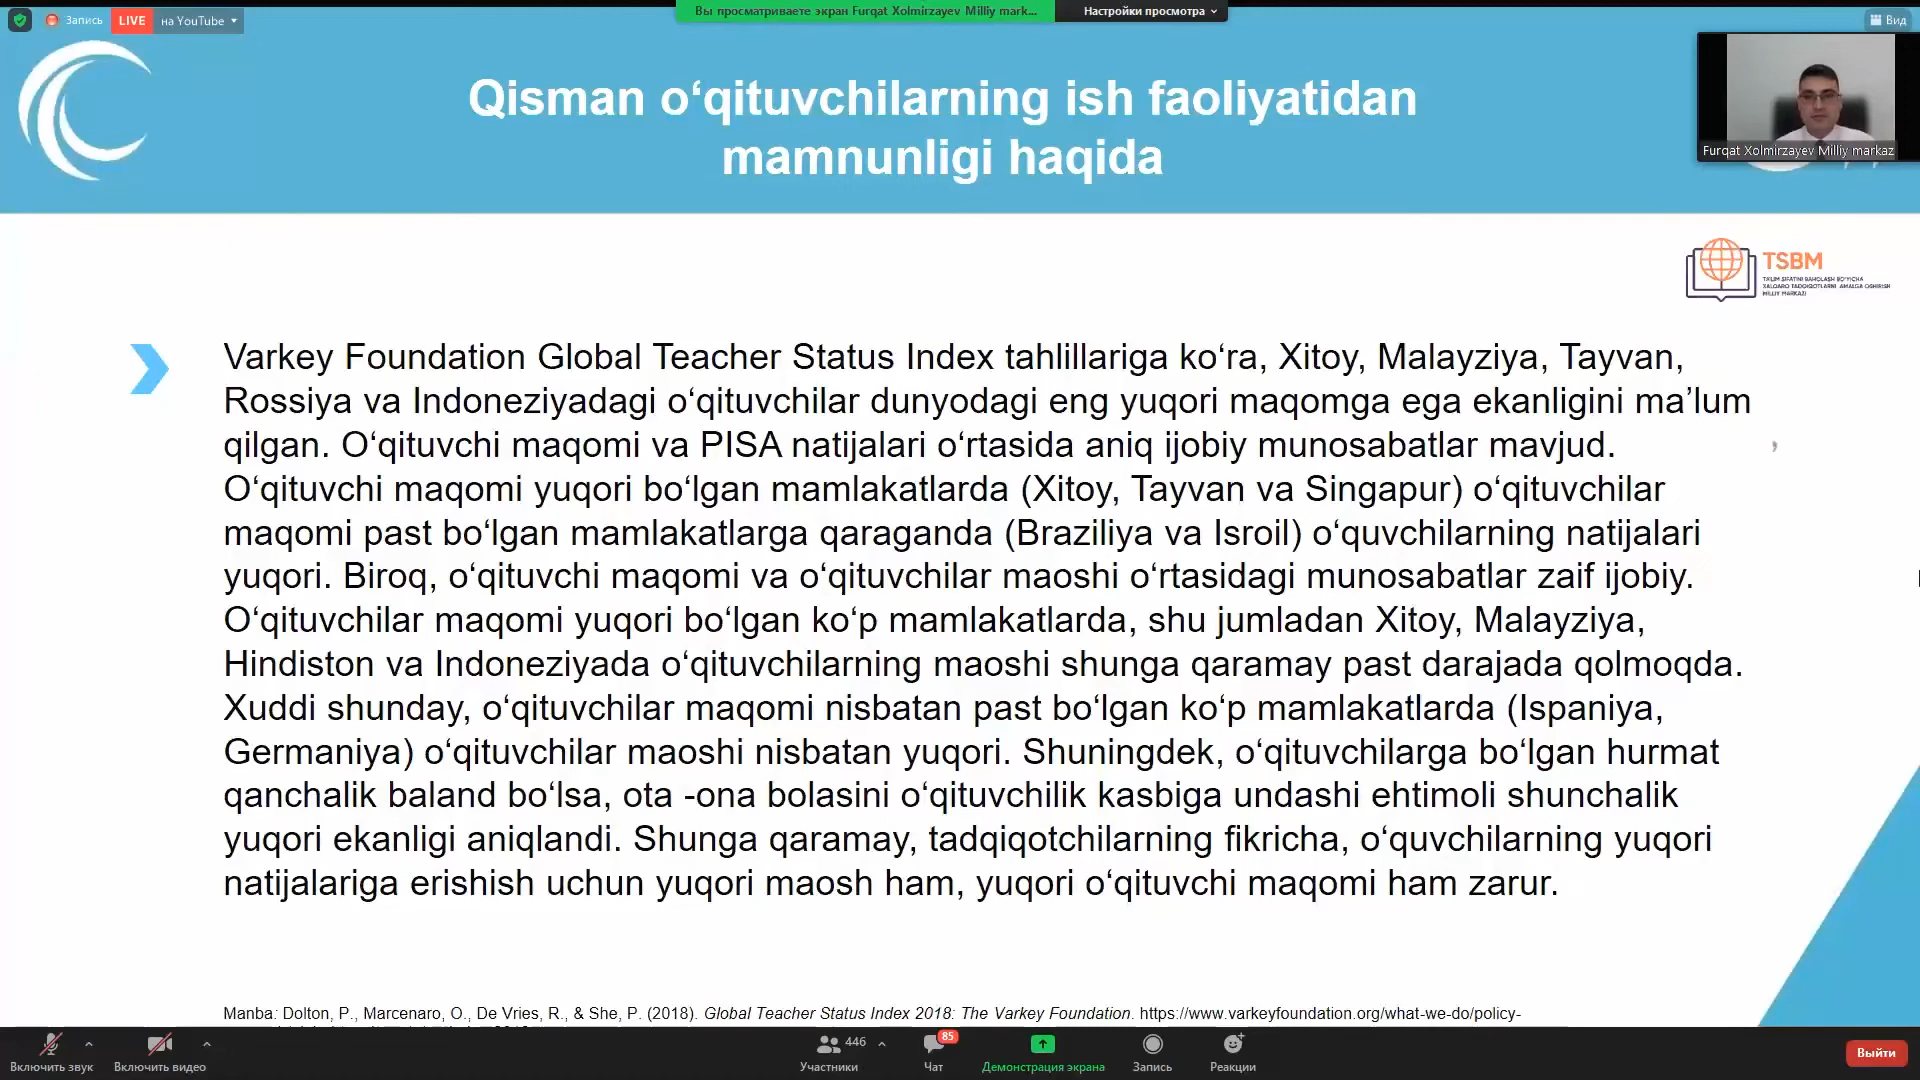 Запись
LIVE
на YouTube
Вы просматриваете экран Furqat Xolmirzayev Milliy mark...
Настройки просмотра
Вид
Qisman o‘qituvchilarning ish faoliyatidan
mamnunligi haqida
Furqat Xolmirzayev Milliy markaz
TSBM
TA'LIM SIFATINI BAHOLASH BO'YICHA
XALQARO TADQIQOTLARNI AMALGA OSHIRISH
MILLIY MARKAZI
Varkey Foundation Global Teacher Status Index tahlillariga ko‘ra, Xitoy, Malayziya, Tayvan,
Rossiya va Indoneziyadagi o‘qituvchilar dunyodagi eng yuqori maqomga ega ekanligini ma’lum
qilgan. O‘qituvchi maqomi va PISA natijalari o‘rtasida aniq ijobiy munosabatlar mavjud.
O‘qituvchi maqomi yuqori bo‘lgan mamlakatlarda (Xitoy, Tayvan va Singapur) o‘qituvchilar
maqomi past bo‘lgan mamlakatlarga qaraganda (Braziliya va Isroil) o‘quvchilarning natijalari
yuqori. Biroq, o‘qituvchi maqomi va o‘qituvchilar maoshi o‘rtasidagi munosabatlar zaif ijobiy.
O‘qituvchilar maqomi yuqori bo‘lgan ko‘p mamlakatlarda, shu jumladan Xitoy, Malayziya,
Hindiston va Indoneziyada o‘qituvchilarning maoshi shunga qaramay past darajada qolmoqda.
Xuddi shunday, o‘qituvchilar maqomi nisbatan past bo‘lgan ko‘p mamlakatlarda (Ispaniya,
Germaniya) o‘qituvchilar maoshi nisbatan yuqori. Shuningdek, o‘qituvchilarga bo‘lgan hurmat
qanchalik baland bo‘lsa, ota -ona bolasini o‘qituvchilik kasbiga undashi ehtimoli shunchalik
yuqori ekanligi aniqlandi. Shunga qaramay, tadqiqotchilarning fikricha, o‘quvchilarning yuqori
natijalariga erishish uchun yuqori maosh ham, yuqori o‘qituvchi maqomi ham zarur.
Manba: Dolton, P., Marcenaro, O., De Vries, R., & She, P. (2018). Global Teacher Status Index 2018: The Varkey Foundation. https://www.varkeyfoundation.org/what-we-do/policy-
Включить звук
Включить видео
446
Участники
85
Чат
Демонстрация экрана
Запись
Реакции
Выйти